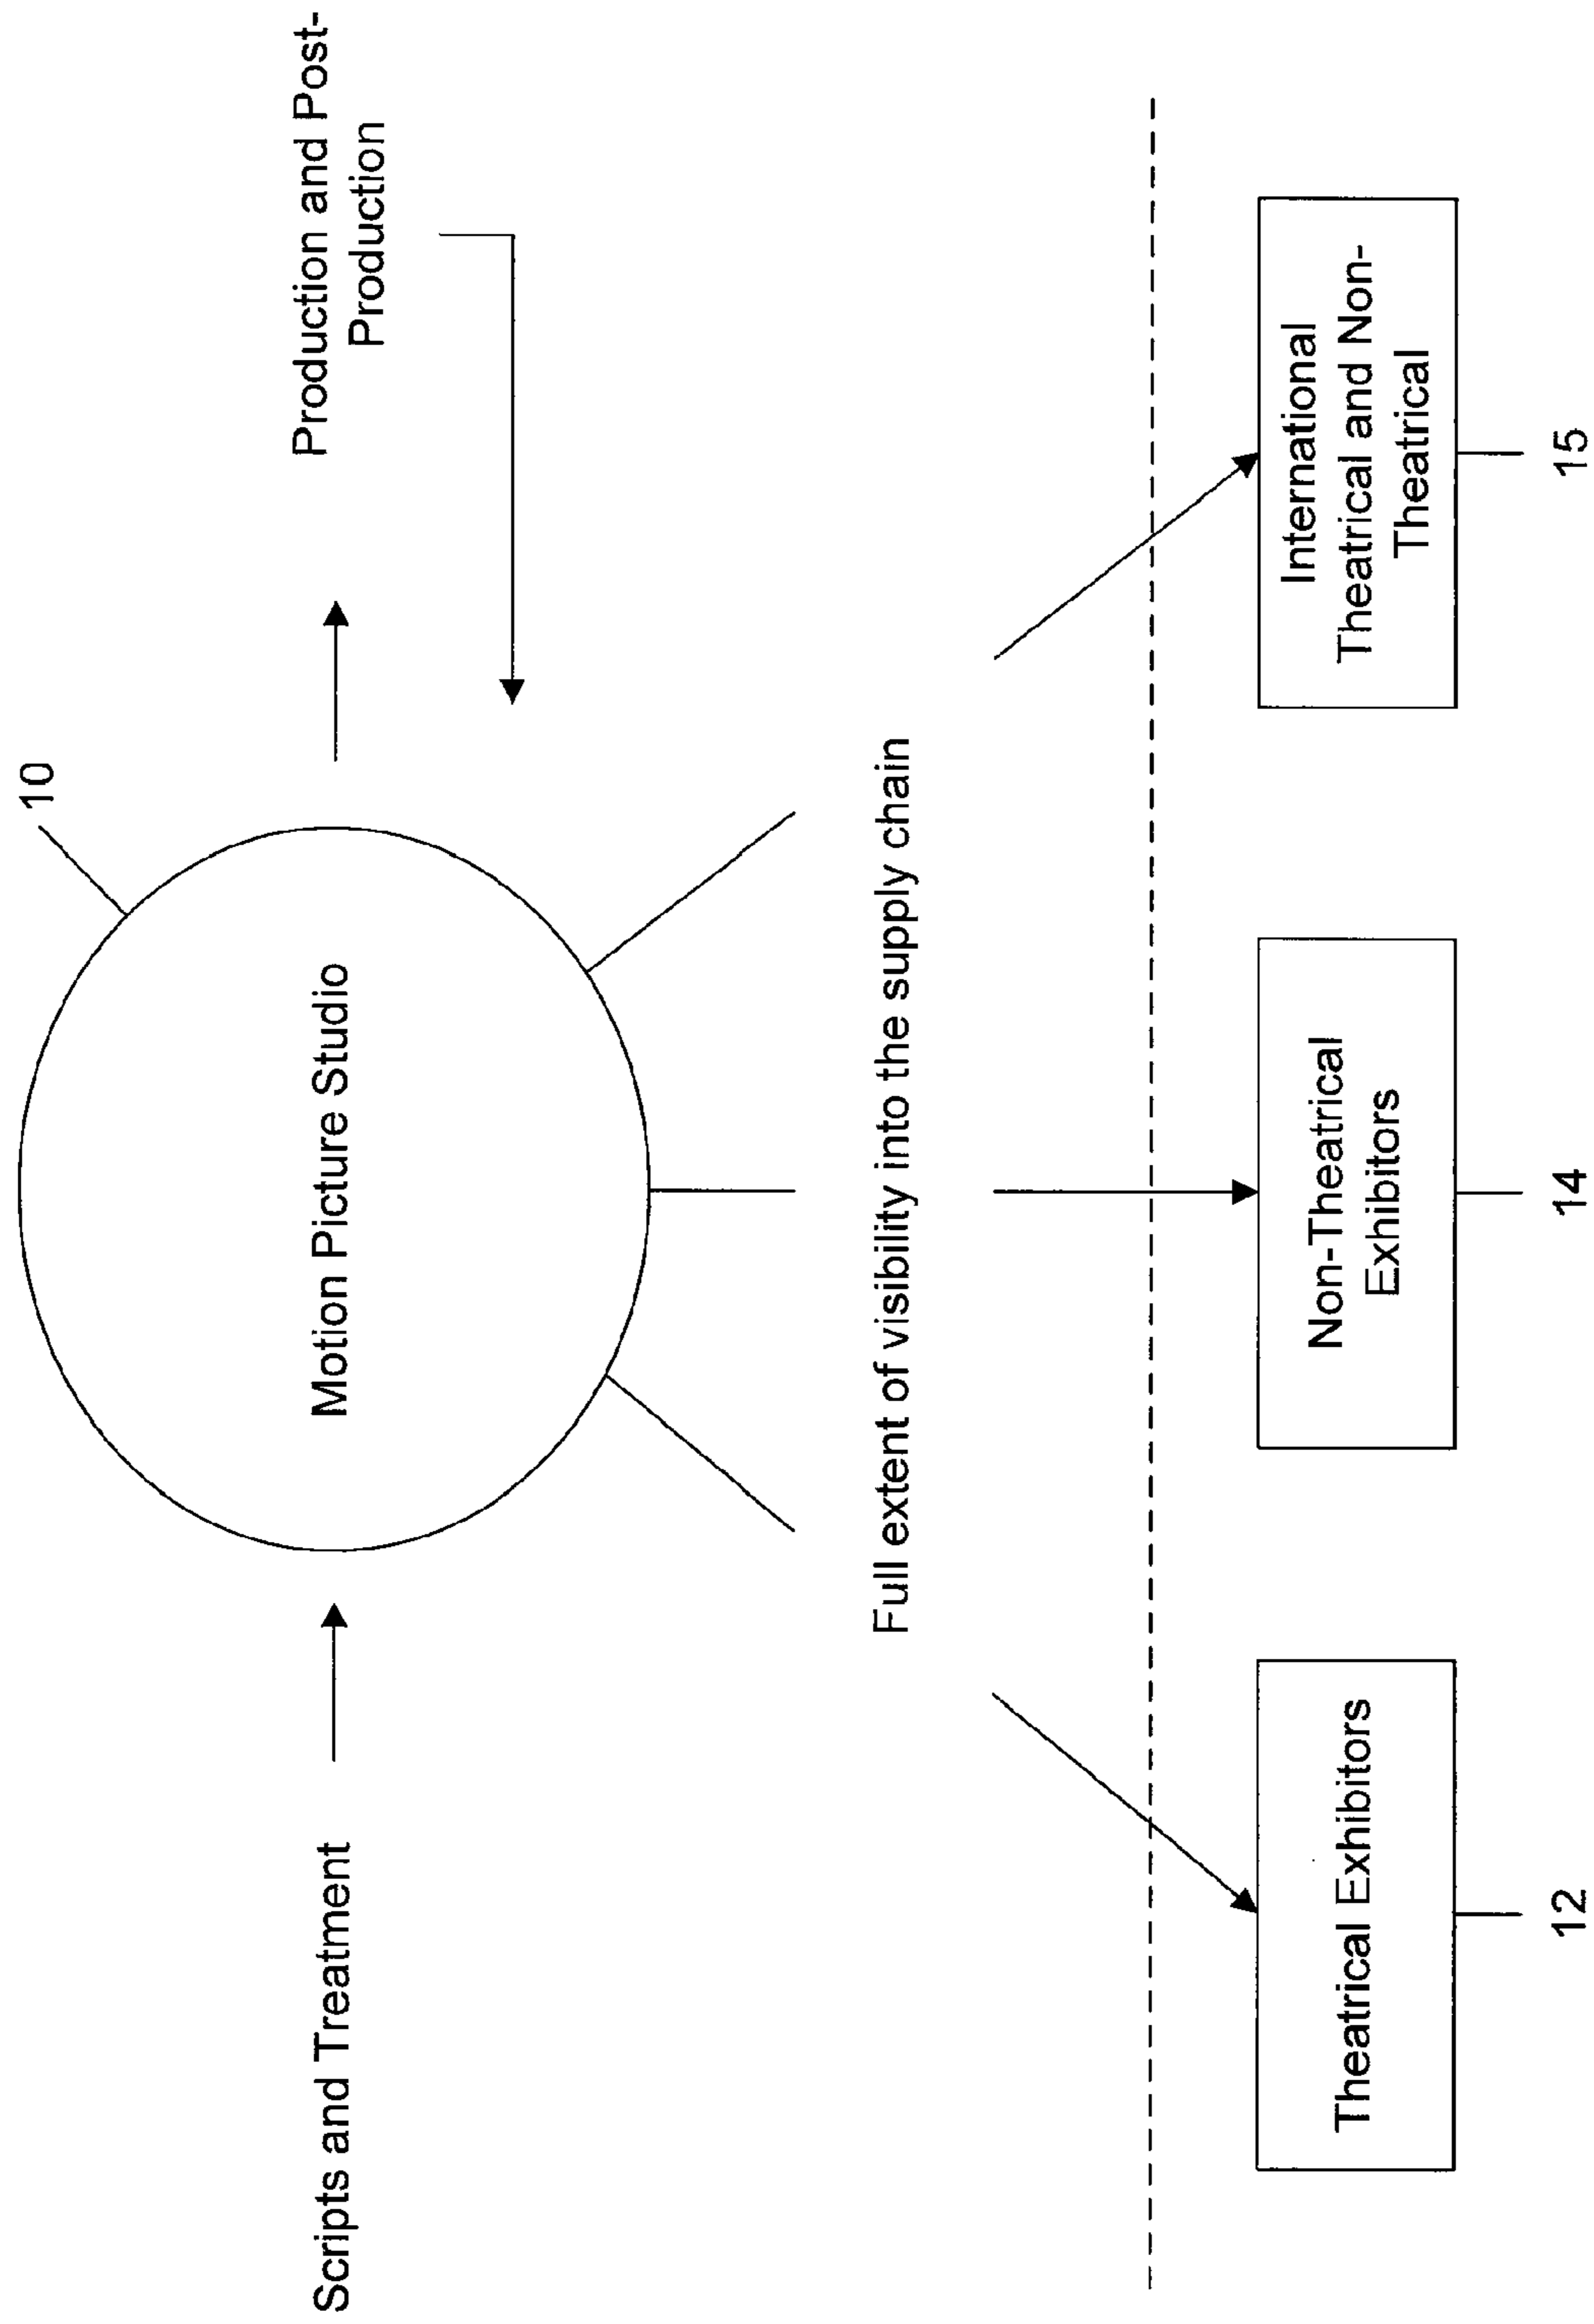 10
Scripts and Treatment
Motion Picture Studio
Production and Post-
Production
Full extent of visibility into the supply chain
Theatrical Exhibitors
Non-Theatrical
Exhibitors
International
Theatrical and Non-
Theatrical
12
14
15